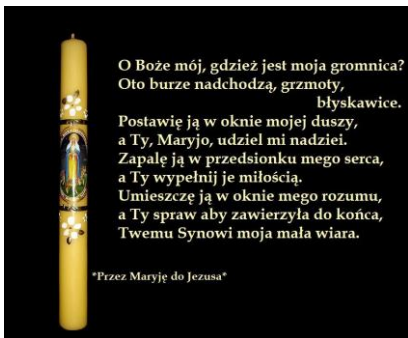 O Boże mój, gdzież jest moja gromnica?
Oto burze nadchodzą, grzmoty,
błyskawice.
Postawię ją w oknie mojej duszy,
a Ty, Maryjo, udziel mi nadziei.
Zapalę ją w przedsionku mego serca,
a Ty wypełnij je miłością.
Umieszczę ją w oknie mego rozumu,
a Ty spraw aby zawierzyła do końca,
Twemu Synowi moja mała wiara.
*Przez Maryję do Jezusa*